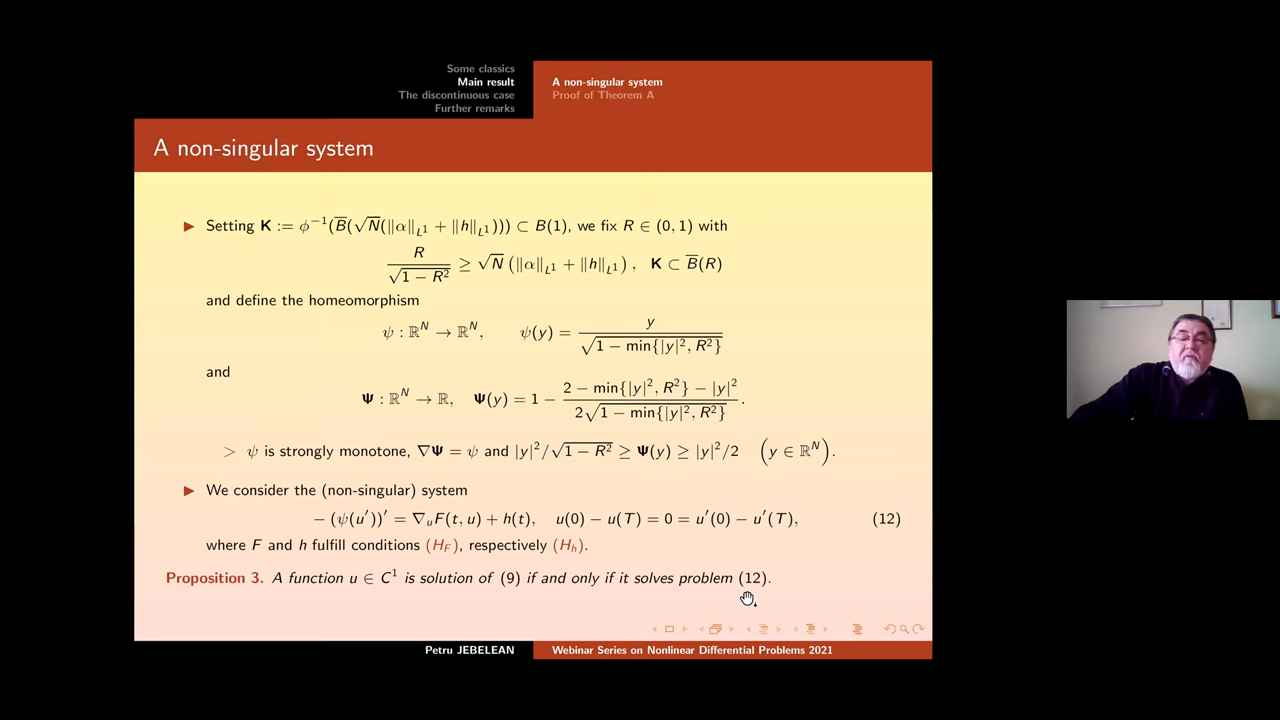 Some classics
Main result
The discontinuous case
Further remarks
A non-singular system
Proof of Theorem A
A non-singular system
▶ Setting K := ϕ⁻¹(B̅(√N(‖α‖_{L¹} + ‖h‖_{L¹}))) ⊂ B(1), we fix R ∈ (0, 1) with
R/√(1 − R²) ≥ √N (‖α‖_{L¹} + ‖h‖_{L¹}), K ⊂ B̅(R)
and define the homeomorphism
ψ : ℝᴺ → ℝᴺ, ψ(y) = y/√(1 − min{|y|², R²})
and
Ψ : ℝᴺ → ℝ, Ψ(y) = 1 − (2 − min{|y|², R²} − |y|²)/(2√(1 − min{|y|², R²})).
> ψ is strongly monotone, ∇Ψ = ψ and |y|²/√(1 − R²) ≥ Ψ(y) ≥ |y|²/2 (y ∈ ℝᴺ).
▶ We consider the (non-singular) system
− (ψ(u′))′ = ∇ᵤF(t, u) + h(t), u(0) − u(T) = 0 = u′(0) − u′(T), (12)
where F and h fulfill conditions (H_F), respectively (H_h).
Proposition 3. A function u ∈ C¹ is solution of (9) if and only if it solves problem (12).
Petru JEBELEAN
Webinar Series on Nonlinear Differential Problems 2021